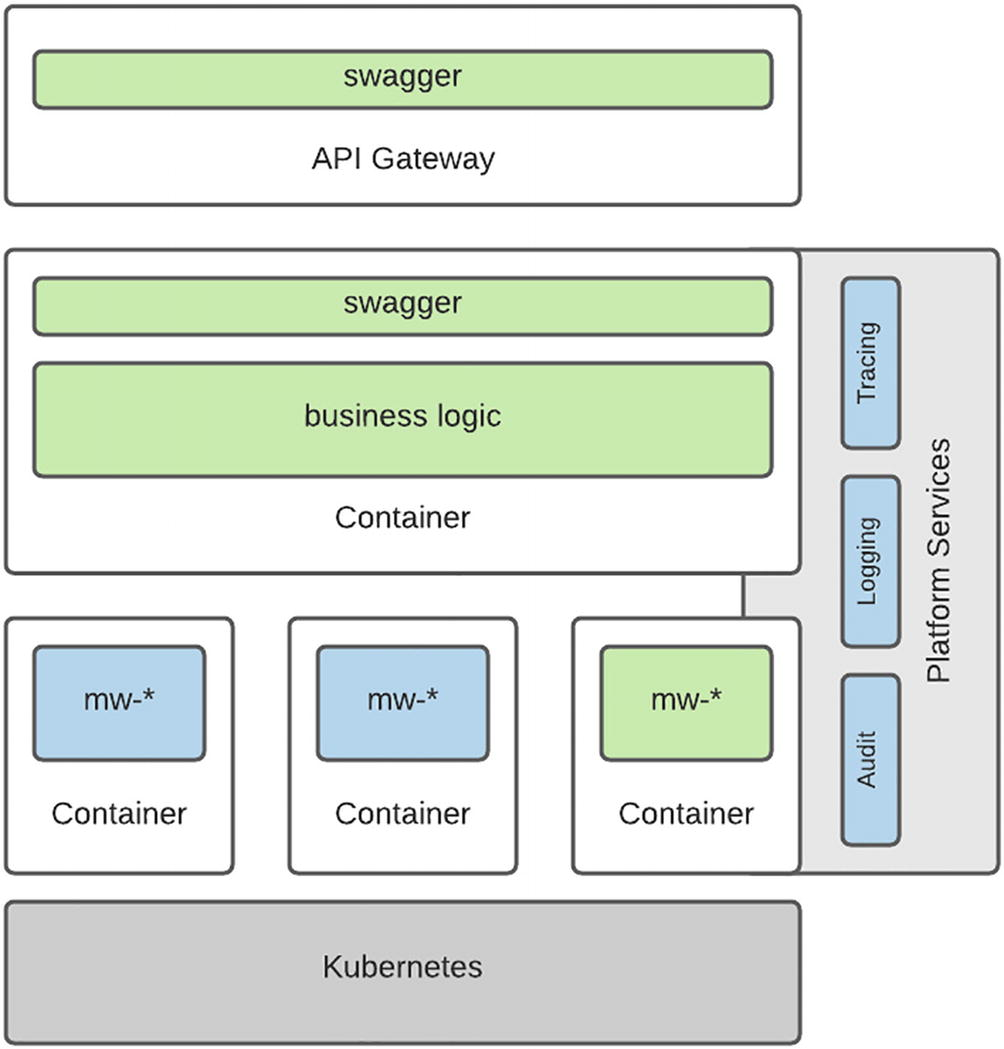 swagger
API Gateway
swagger
business logic
Container
Tracing
Logging
Audit
Platform Services
mw-*
Container
mw-*
Container
mw-*
Container
Kubernetes